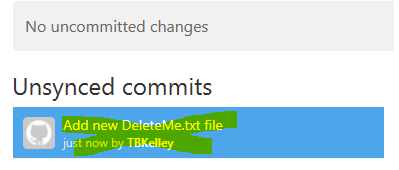 No uncommitted changes
Unsynced commits
Add new DeleteMe.txt file
just now by TBKelley